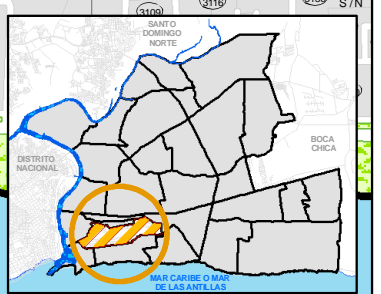 3109
3116
S/N
SANTO
DOMINGO
NORTE
BOCA
CHICA
DISTRITO
NACIONAL
MAR CARIBE O MAR
DE LAS ANTILLAS